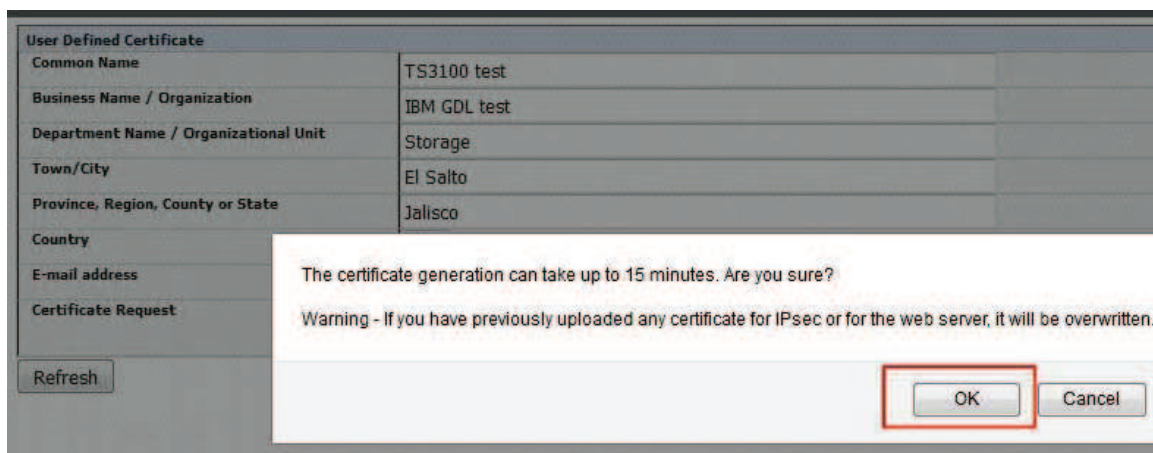 User Defined Certificate
Common Name
TS3100 test
Business Name / Organization
IBM GDL test
Department Name / Organizational Unit
Storage
Town/City
El Salto
Province, Region, County or State
Jalisco
Country
E-mail address
Certificate Request
The certificate generation can take up to 15 minutes. Are you sure?
Warning - If you have previously uploaded any certificate for IPsec or for the web server, it will be overwritten.
Refresh
OK
Cancel